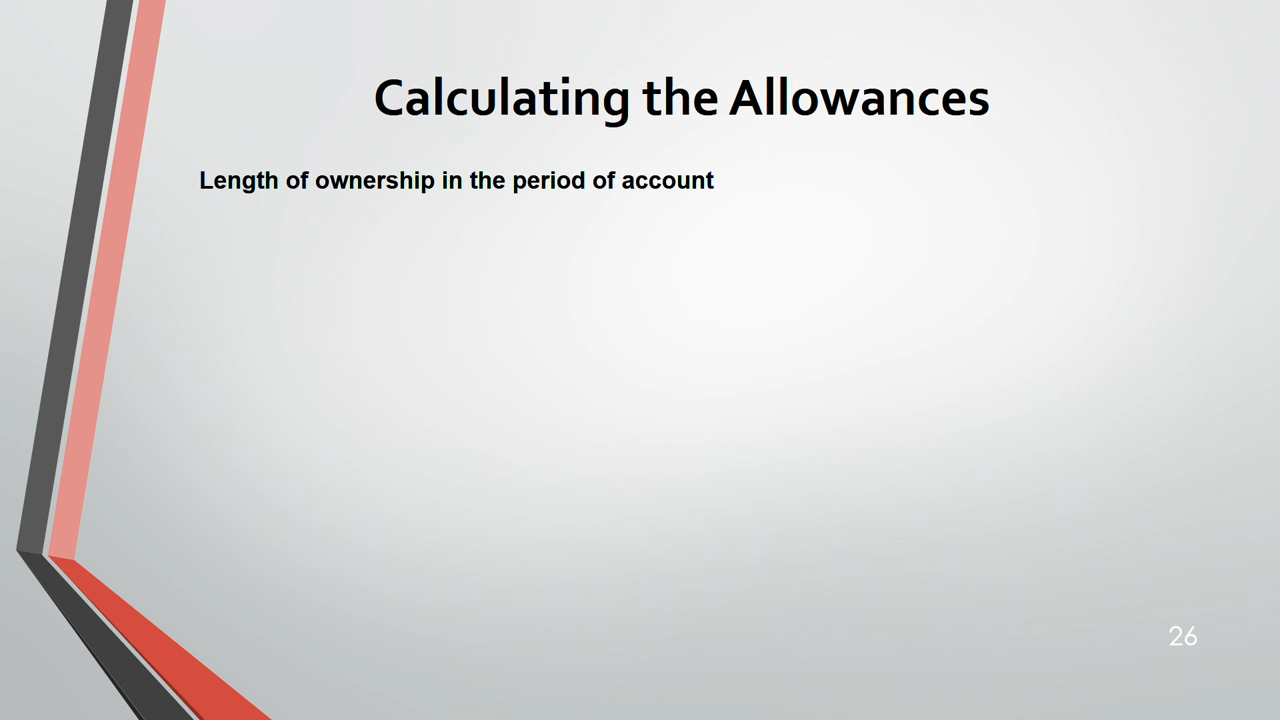 Calculating the Allowances
Length of ownership in the period of account
26